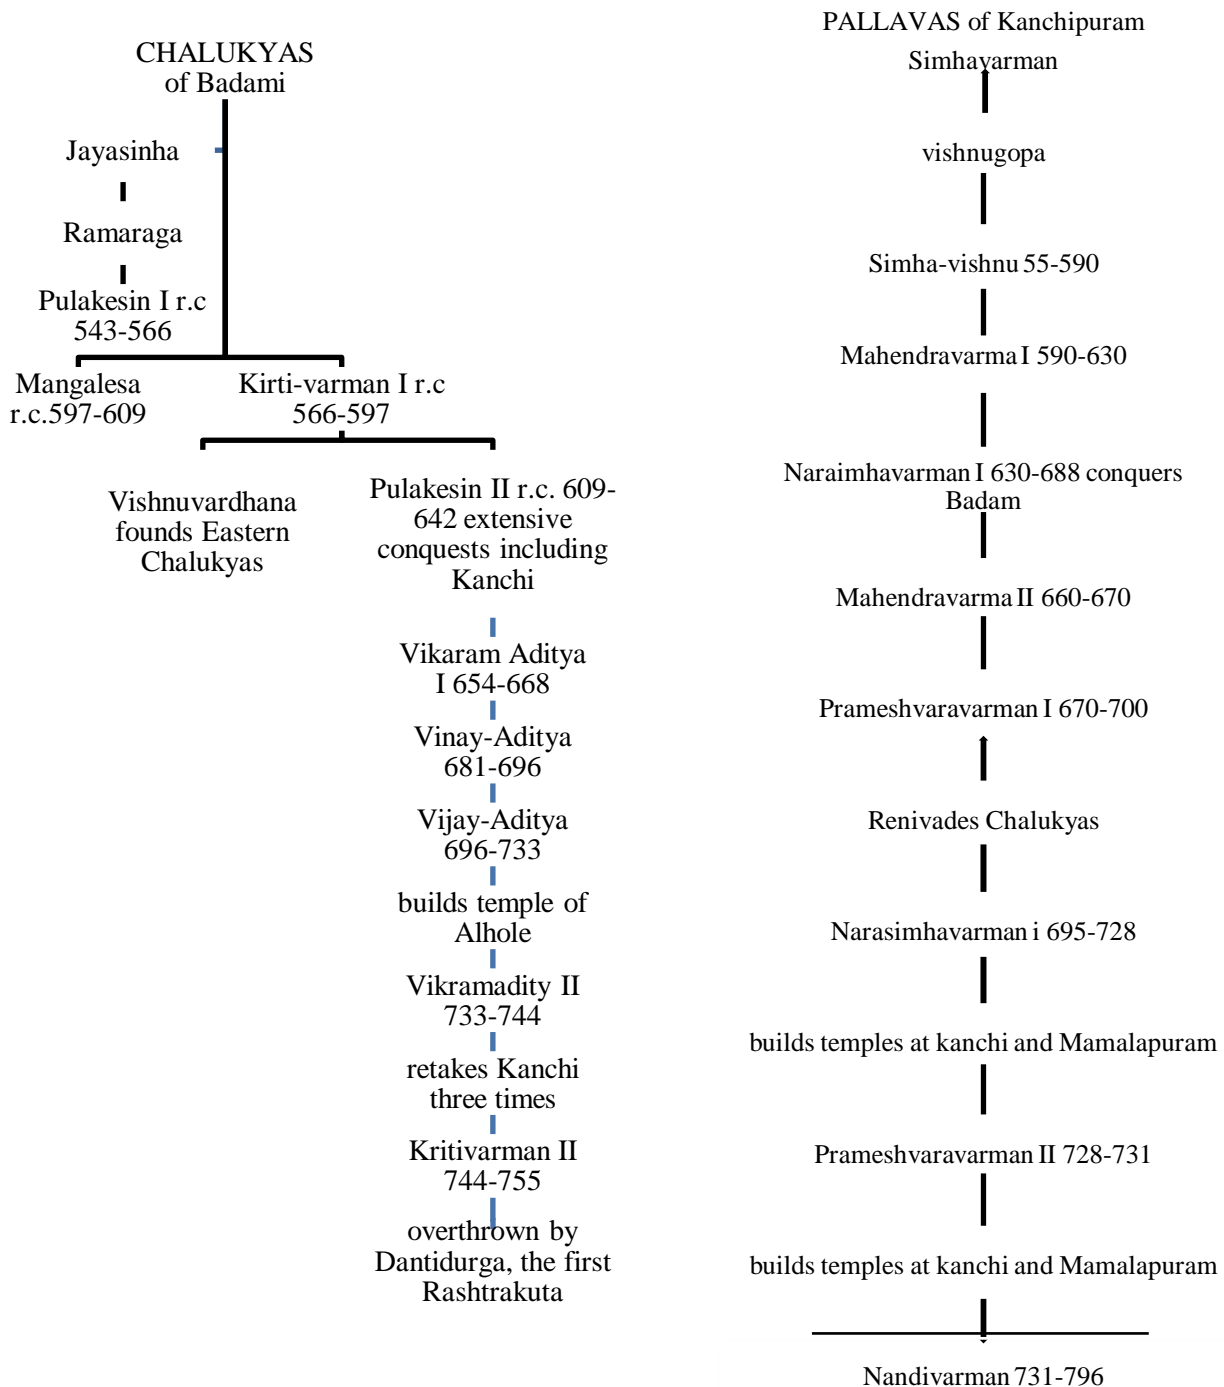 CHALUKYAS
of Badami
Jayasinha
Ramaraga
Pulakesin I r.c
543-566
Mangalesa
r.c.597-609
Kirti-varman I r.c
566-597
Vishnuvardhana
founds Eastern
Chalukyas
Pulakesin II r.c. 609-
642 extensive
conquests including
Kanchi
Vikaram Aditya
I 654-668
Vinay-Aditya
681-696
Vijay-Aditya
696-733
builds temple of
Alhole
Vikramadity II
733-744
retakes Kanchi
three times
Kritivarman II
744-755
overthrown by
Dantidurga, the first
Rashtrakuta
PALLAVAS of Kanchipuram
Simhavarman
vishnugopa
Simha-vishnu 55-590
Mahendravarma I 590-630
Naraimhavarman I 630-688 conquers
Badam
Mahendravarma II 660-670
Prameshvaravarman I 670-700
Renivades Chalukyas
Narasimhavarman i 695-728
builds temples at kanchi and Mamalapuram
Prameshvaravarman II 728-731
builds temples at kanchi and Mamalapuram
Nandivarman 731-796